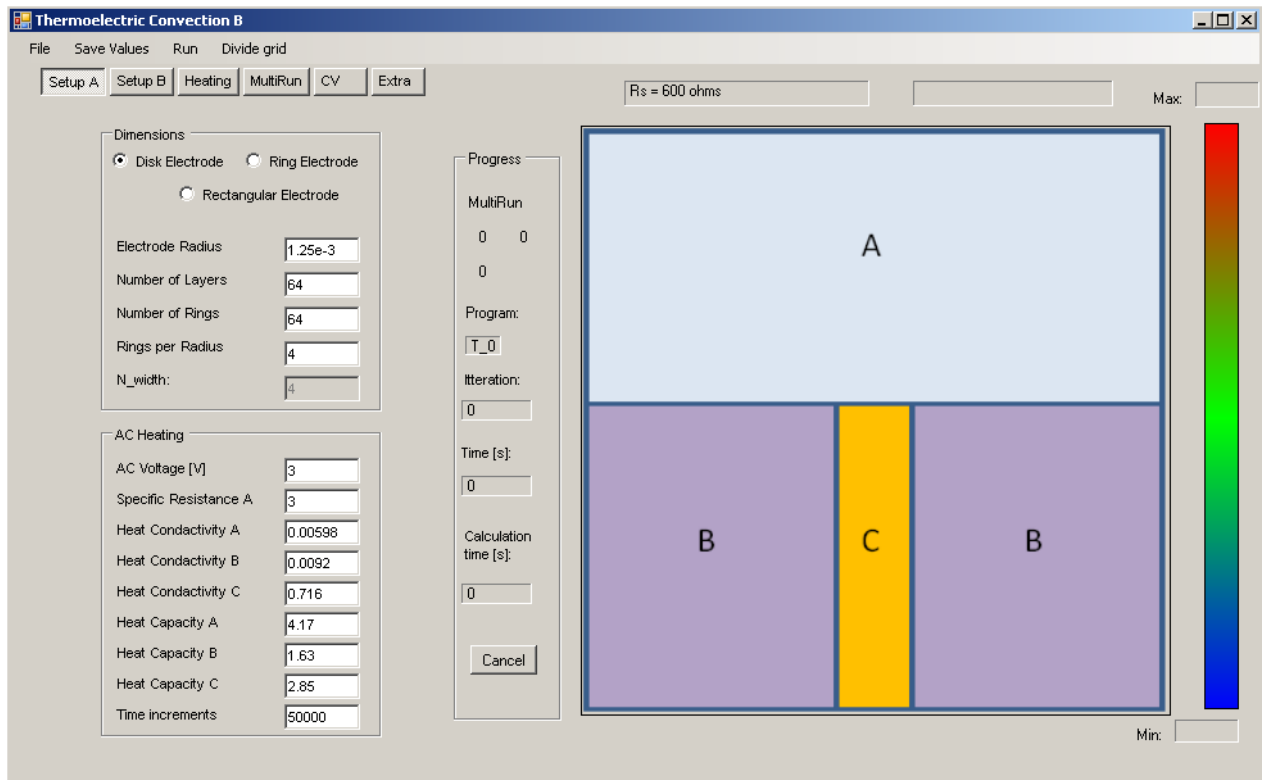 Thermoelectric Convection B
File Save Values Run Divide grid
Setup A Setup B Heating MultiRun CV Extra
Rs = 600 ohms
Max:
Dimensions
Disk Electrode Ring Electrode
Rectangular Electrode
Electrode Radius 1.25e-3
Number of Layers 64
Number of Rings 64
Rings per Radius 4
N_width: 4
AC Heating
AC Voltage [V] 3
Specific Resistance A 3
Heat Condactivity A 0.00598
Heat Condactivity B 0.0092
Heat Condactivity C 0.716
Heat Capacity A 4.17
Heat Capacity B 1.63
Heat Capacity C 2.85
Time increments 50000
Progress
MultiRun
0 0
0
Program:
T_0
Itteration:
0
Time [s]:
0
Calculation
time [s]:
0
Cancel
A
B C B
Min: